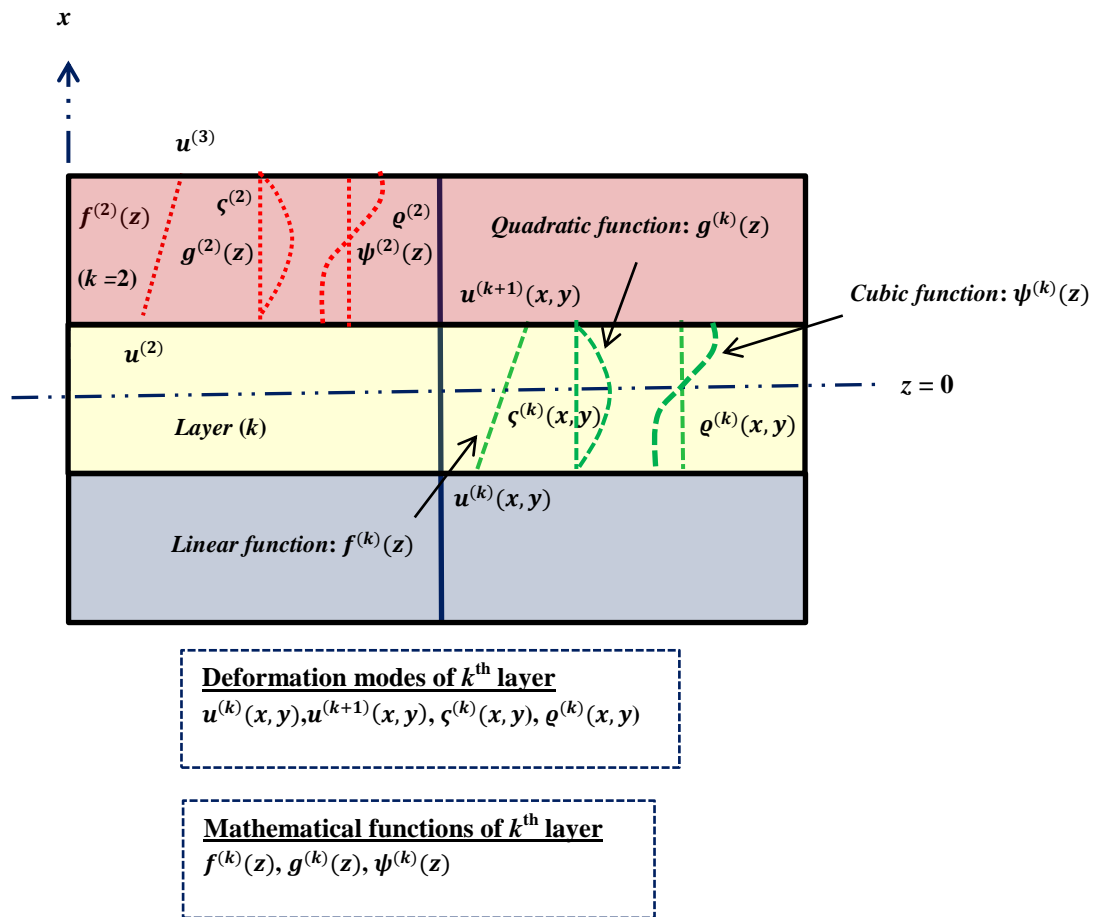 x
u^(3)
f^(2)(z)
ς^(2)
ϱ^(2)
Quadratic function: g^(k)(z)
g^(2)(z)
ψ^(2)(z)
(k =2)
u^(k+1)(x, y)
Cubic function: ψ^(k)(z)
u^(2)
z = 0
Layer (k)
ς^(k)(x, y)
ϱ^(k)(x, y)
u^(k)(x, y)
Linear function: f^(k)(z)
Deformation modes of k^th layer
u^(k)(x, y),u^(k+1)(x, y), ς^(k)(x, y), ϱ^(k)(x, y)
Mathematical functions of k^th layer
f^(k)(z), g^(k)(z), ψ^(k)(z)